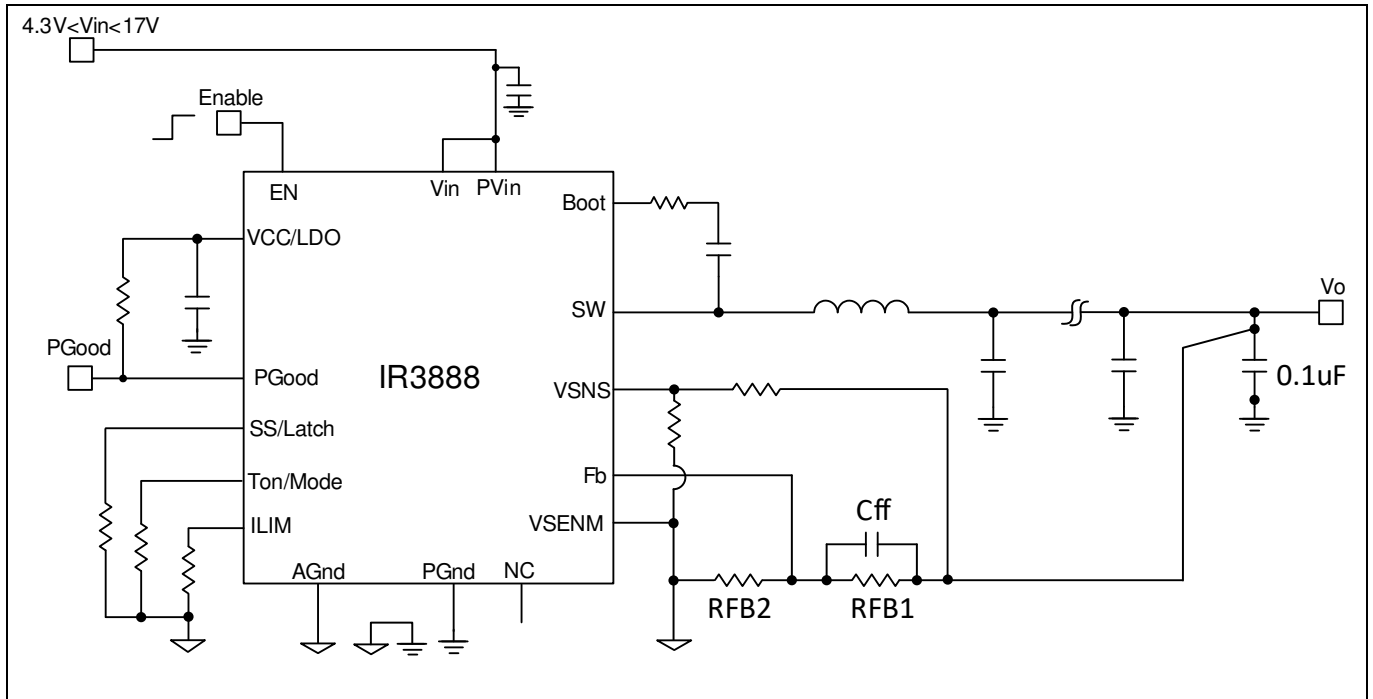 4.3V<Vin<17V
Enable
EN
Vin PVin
Boot
VCC/LDO
SW
Vo
PGood
PGood
IR3888
VSNS
0.1uF
SS/Latch
Fb
Ton/Mode
Cff
ILIM
VSENM
AGnd PGnd NC
RFB2 RFB1